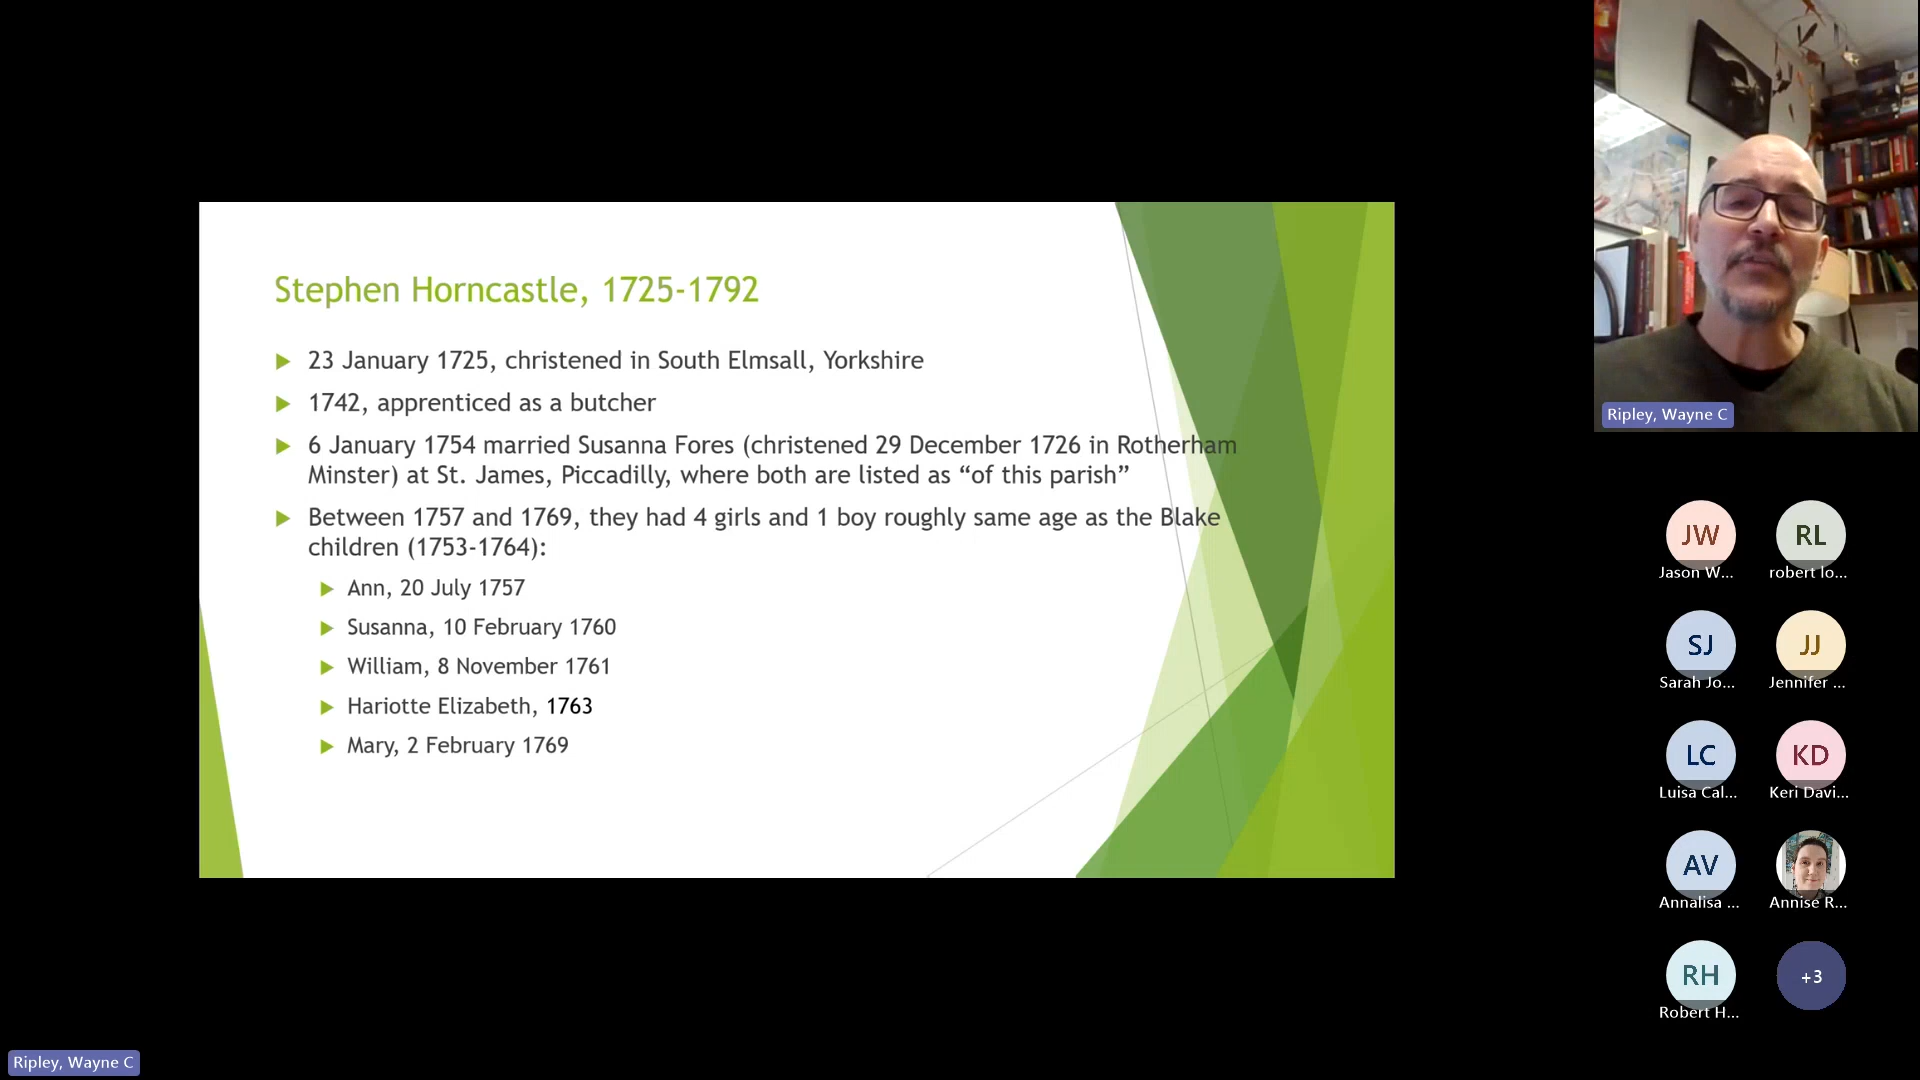 Stephen Horncastle, 1725-1792
23 January 1725, christened in South Elmsall, Yorkshire
1742, apprenticed as a butcher
6 January 1754 married Susanna Fores (christened 29 December 1726 in Rotherham
Minster) at St. James, Piccadilly, where both are listed as “of this parish”
Between 1757 and 1769, they had 4 girls and 1 boy roughly same age as the Blake
children (1753-1764):
Ann, 20 July 1757
Susanna, 10 February 1760
William, 8 November 1761
Hariotte Elizabeth, 1763
Mary, 2 February 1769
Ripley, Wayne C
JW
Jason W...
RL
robert lo...
SJ
Sarah Jo...
JJ
Jennifer ...
LC
Luisa Cal...
KD
Keri Davi...
AV
Annalisa ...
Annise R...
RH
Robert H...
+3
Ripley, Wayne C